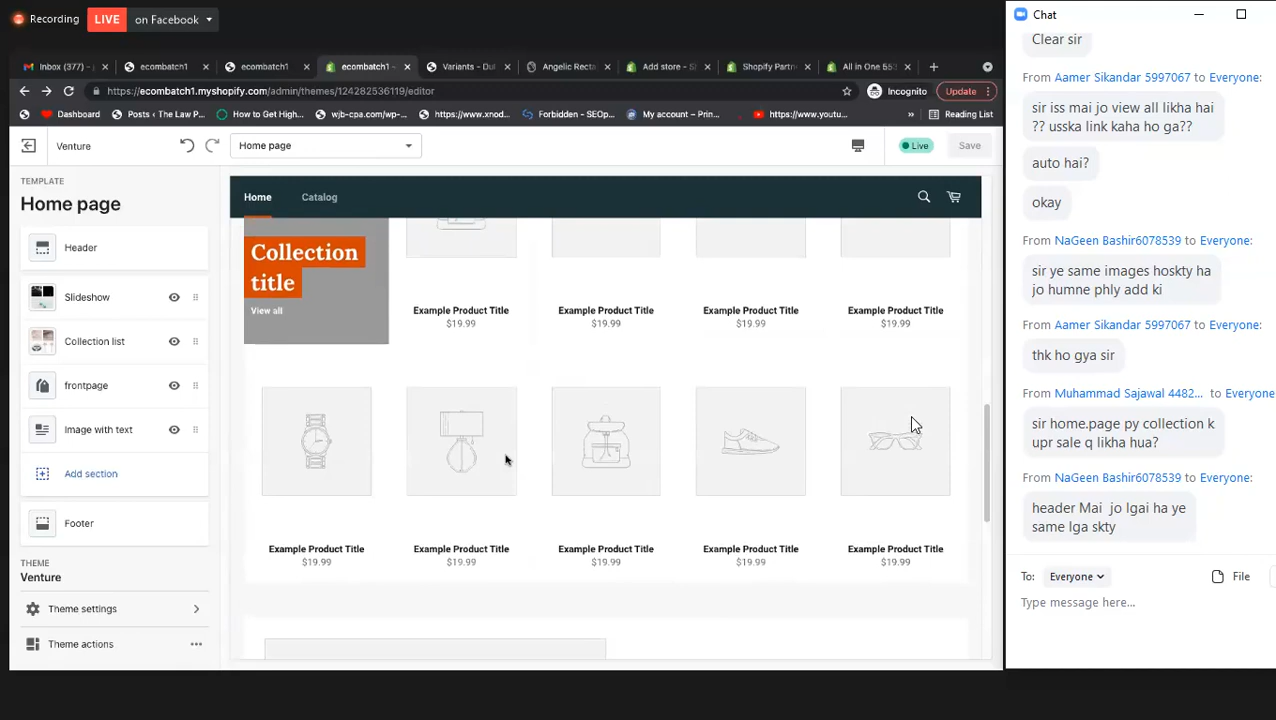 Recording LIVE on Facebook
Inbox (377) -
ecombatch1
ecombatch1
ecombatch1 -
Variants - Du
Angelic Recta
Add store - S
Shopify Partn
All in One 55
https://ecombatch1.myshopify.com/admin/themes/124282536119/editor
Incognito
Update
Dashboard
Posts ‹ The Law P...
How to Get High...
wjb-cpa.com/wp-...
https://www.xnod...
Forbidden - SEOp...
My account – Prin...
https://www.youtu...
Reading List
Venture
Home page
Live
Save
TEMPLATE
Home page
Header
Slideshow
Collection list
frontpage
Image with text
Add section
Footer
THEME
Venture
Theme settings
Theme actions
Home
Catalog
Collection
title
View all
Example Product Title
$19.99
Example Product Title
$19.99
Example Product Title
$19.99
Example Product Title
$19.99
Example Product Title
$19.99
Example Product Title
$19.99
Example Product Title
$19.99
Example Product Title
$19.99
Example Product Title
$19.99
Chat
Clear sir
From Aamer Sikandar 5997067 to Everyone:
sir iss mai jo view all likha hai
?? usska link kaha ho ga??
auto hai?
okay
From NaGeen Bashir6078539 to Everyone:
sir ye same images hoskty ha
jo humne phly add ki
From Aamer Sikandar 5997067 to Everyone:
thk ho gya sir
From Muhammad Sajawal 4482... to Everyone
sir home.page py collection k
upr sale q likha hua?
From NaGeen Bashir6078539 to Everyone:
header Mai jo lgai ha ye
same lga skty
To: Everyone
File
Type message here...